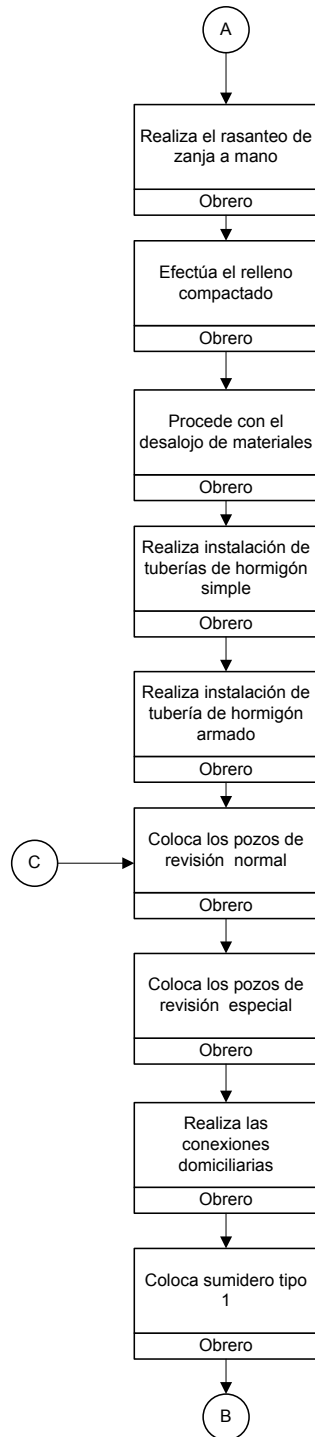 A
Realiza el rasanteo de
zanja a mano
Obrero
Efectúa el relleno
compactado
Obrero
Procede con el
desalojo de materiales
Obrero
Realiza instalación de
tuberías de hormigón
simple
Obrero
Realiza instalación de
tubería de hormigón
armado
Obrero
C
Coloca los pozos de
revisión normal
Obrero
Coloca los pozos de
revisión especial
Obrero
Realiza las
conexiones
domiciliarias
Obrero
Coloca sumidero tipo
1
Obrero
B